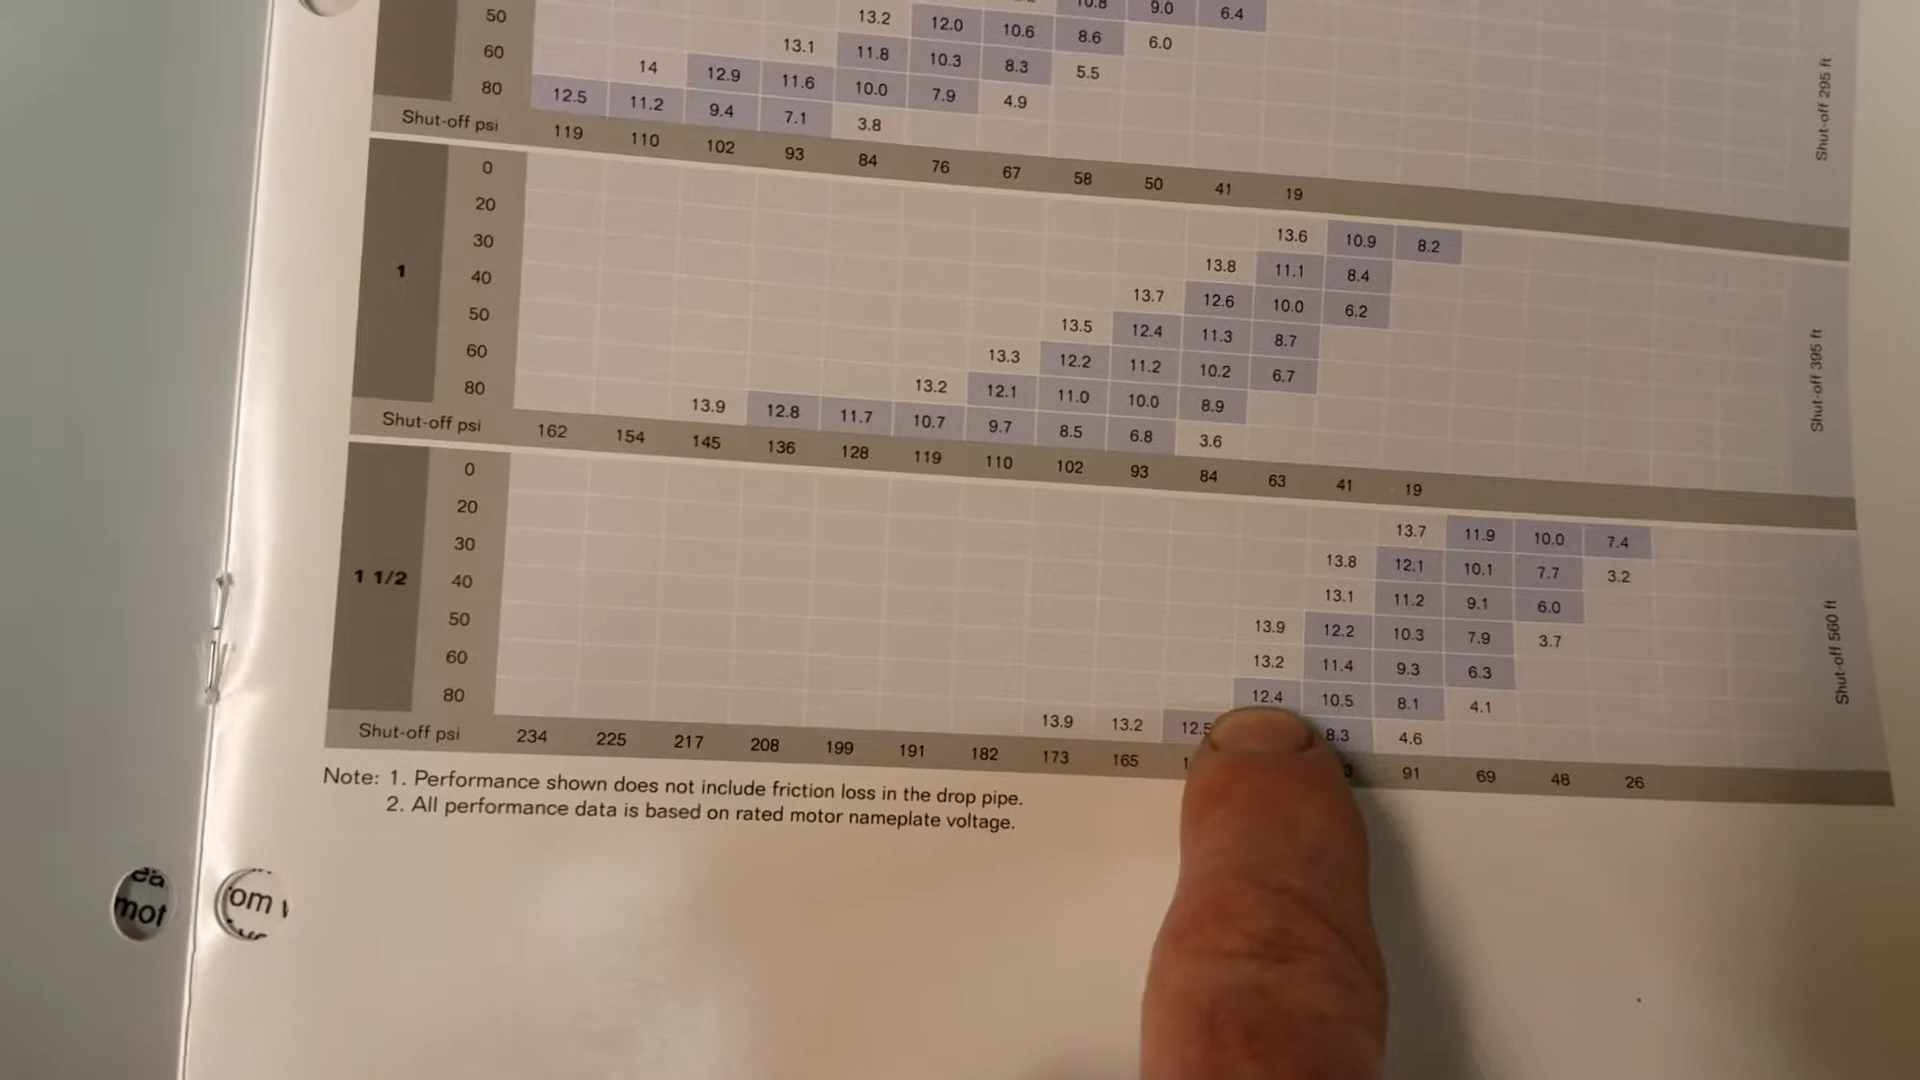 10.8 9.0 6.4
13.2 12.0 10.6 8.6 6.0
50 13.1 11.8 10.3 8.3 5.5
60 14 12.9 11.6 10.0 7.9 4.9
80 12.5 11.2 9.4 7.1 3.8
Shut-off 295 ft
Shut-off psi 119 110 102 93 84 76 67 58 50 41 19
0 13.6 10.9 8.2
20 13.8 11.1 8.4
30 13.7 12.6 10.0 6.2
1 40 13.5 12.4 11.3 8.7
50 13.3 12.2 11.2 10.2 6.7
60 13.2 12.1 11.0 10.0 8.9
80 13.9 12.8 11.7 10.7 9.7 8.5 6.8 3.6
Shut-off 395 ft
Shut-off psi 162 154 145 136 128 119 110 102 93 84 63 41 19
0 13.7 11.9 10.0 7.4
20 13.8 12.1 10.1 7.7 3.2
30 13.1 11.2 9.1 6.0
1 1/2 40 13.9 12.2 10.3 7.9 3.7
50 13.2 11.4 9.3 6.3
60 12.4 10.5 8.1 4.1
80 13.9 13.2 12.5 8.3 4.6
Shut-off 560 ft
Shut-off psi 234 225 217 208 199 191 182 173 165 91 69 48 26
Note: 1. Performance shown does not include friction loss in the drop pipe.
2. All performance data is based on rated motor nameplate voltage.
mot
om